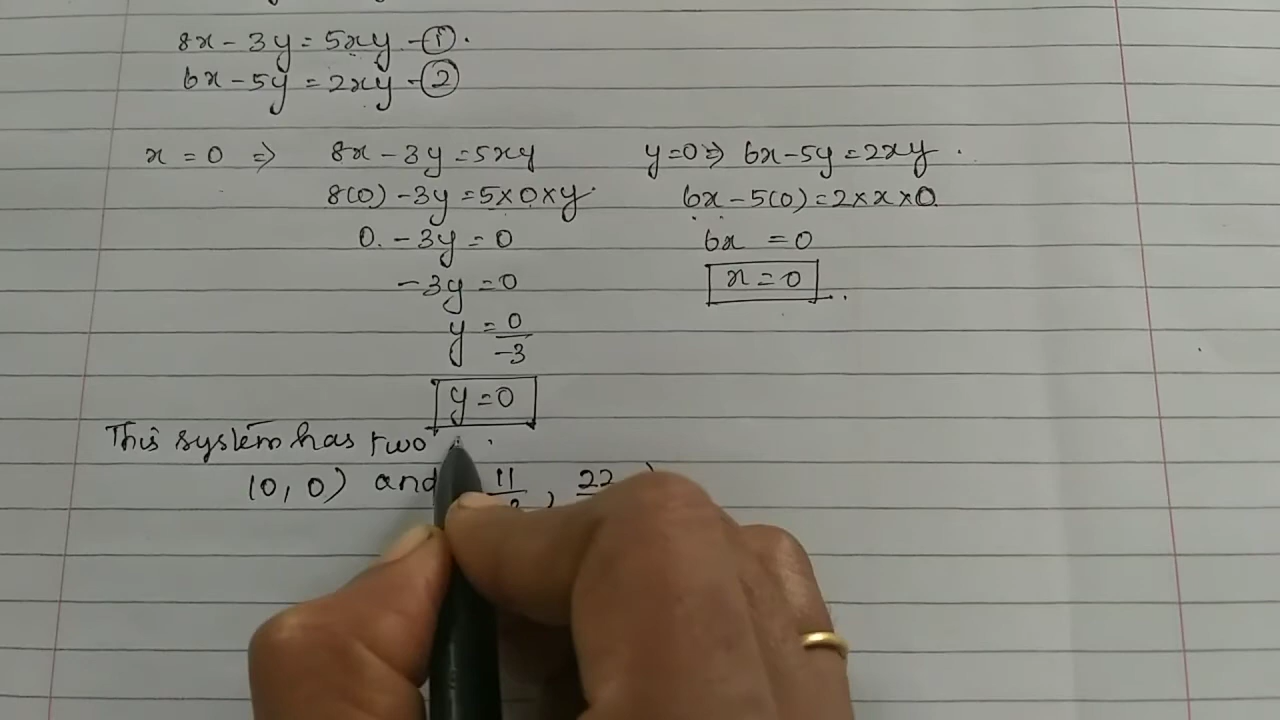 8x - 3y = 5xy - ①.
6x - 5y = 2xy - ②
x = 0 ⇒ 8x - 3y = 5xy y=0 ⇒ 6x - 5y = 2xy.
8(0) - 3y = 5×0×y. 6x - 5(0) = 2×x×0.
0. - 3y = 0 6x = 0
-3y = 0 x = 0
y = 0/-3
y = 0
This system has two
(0, 0) and 11 , 22 )